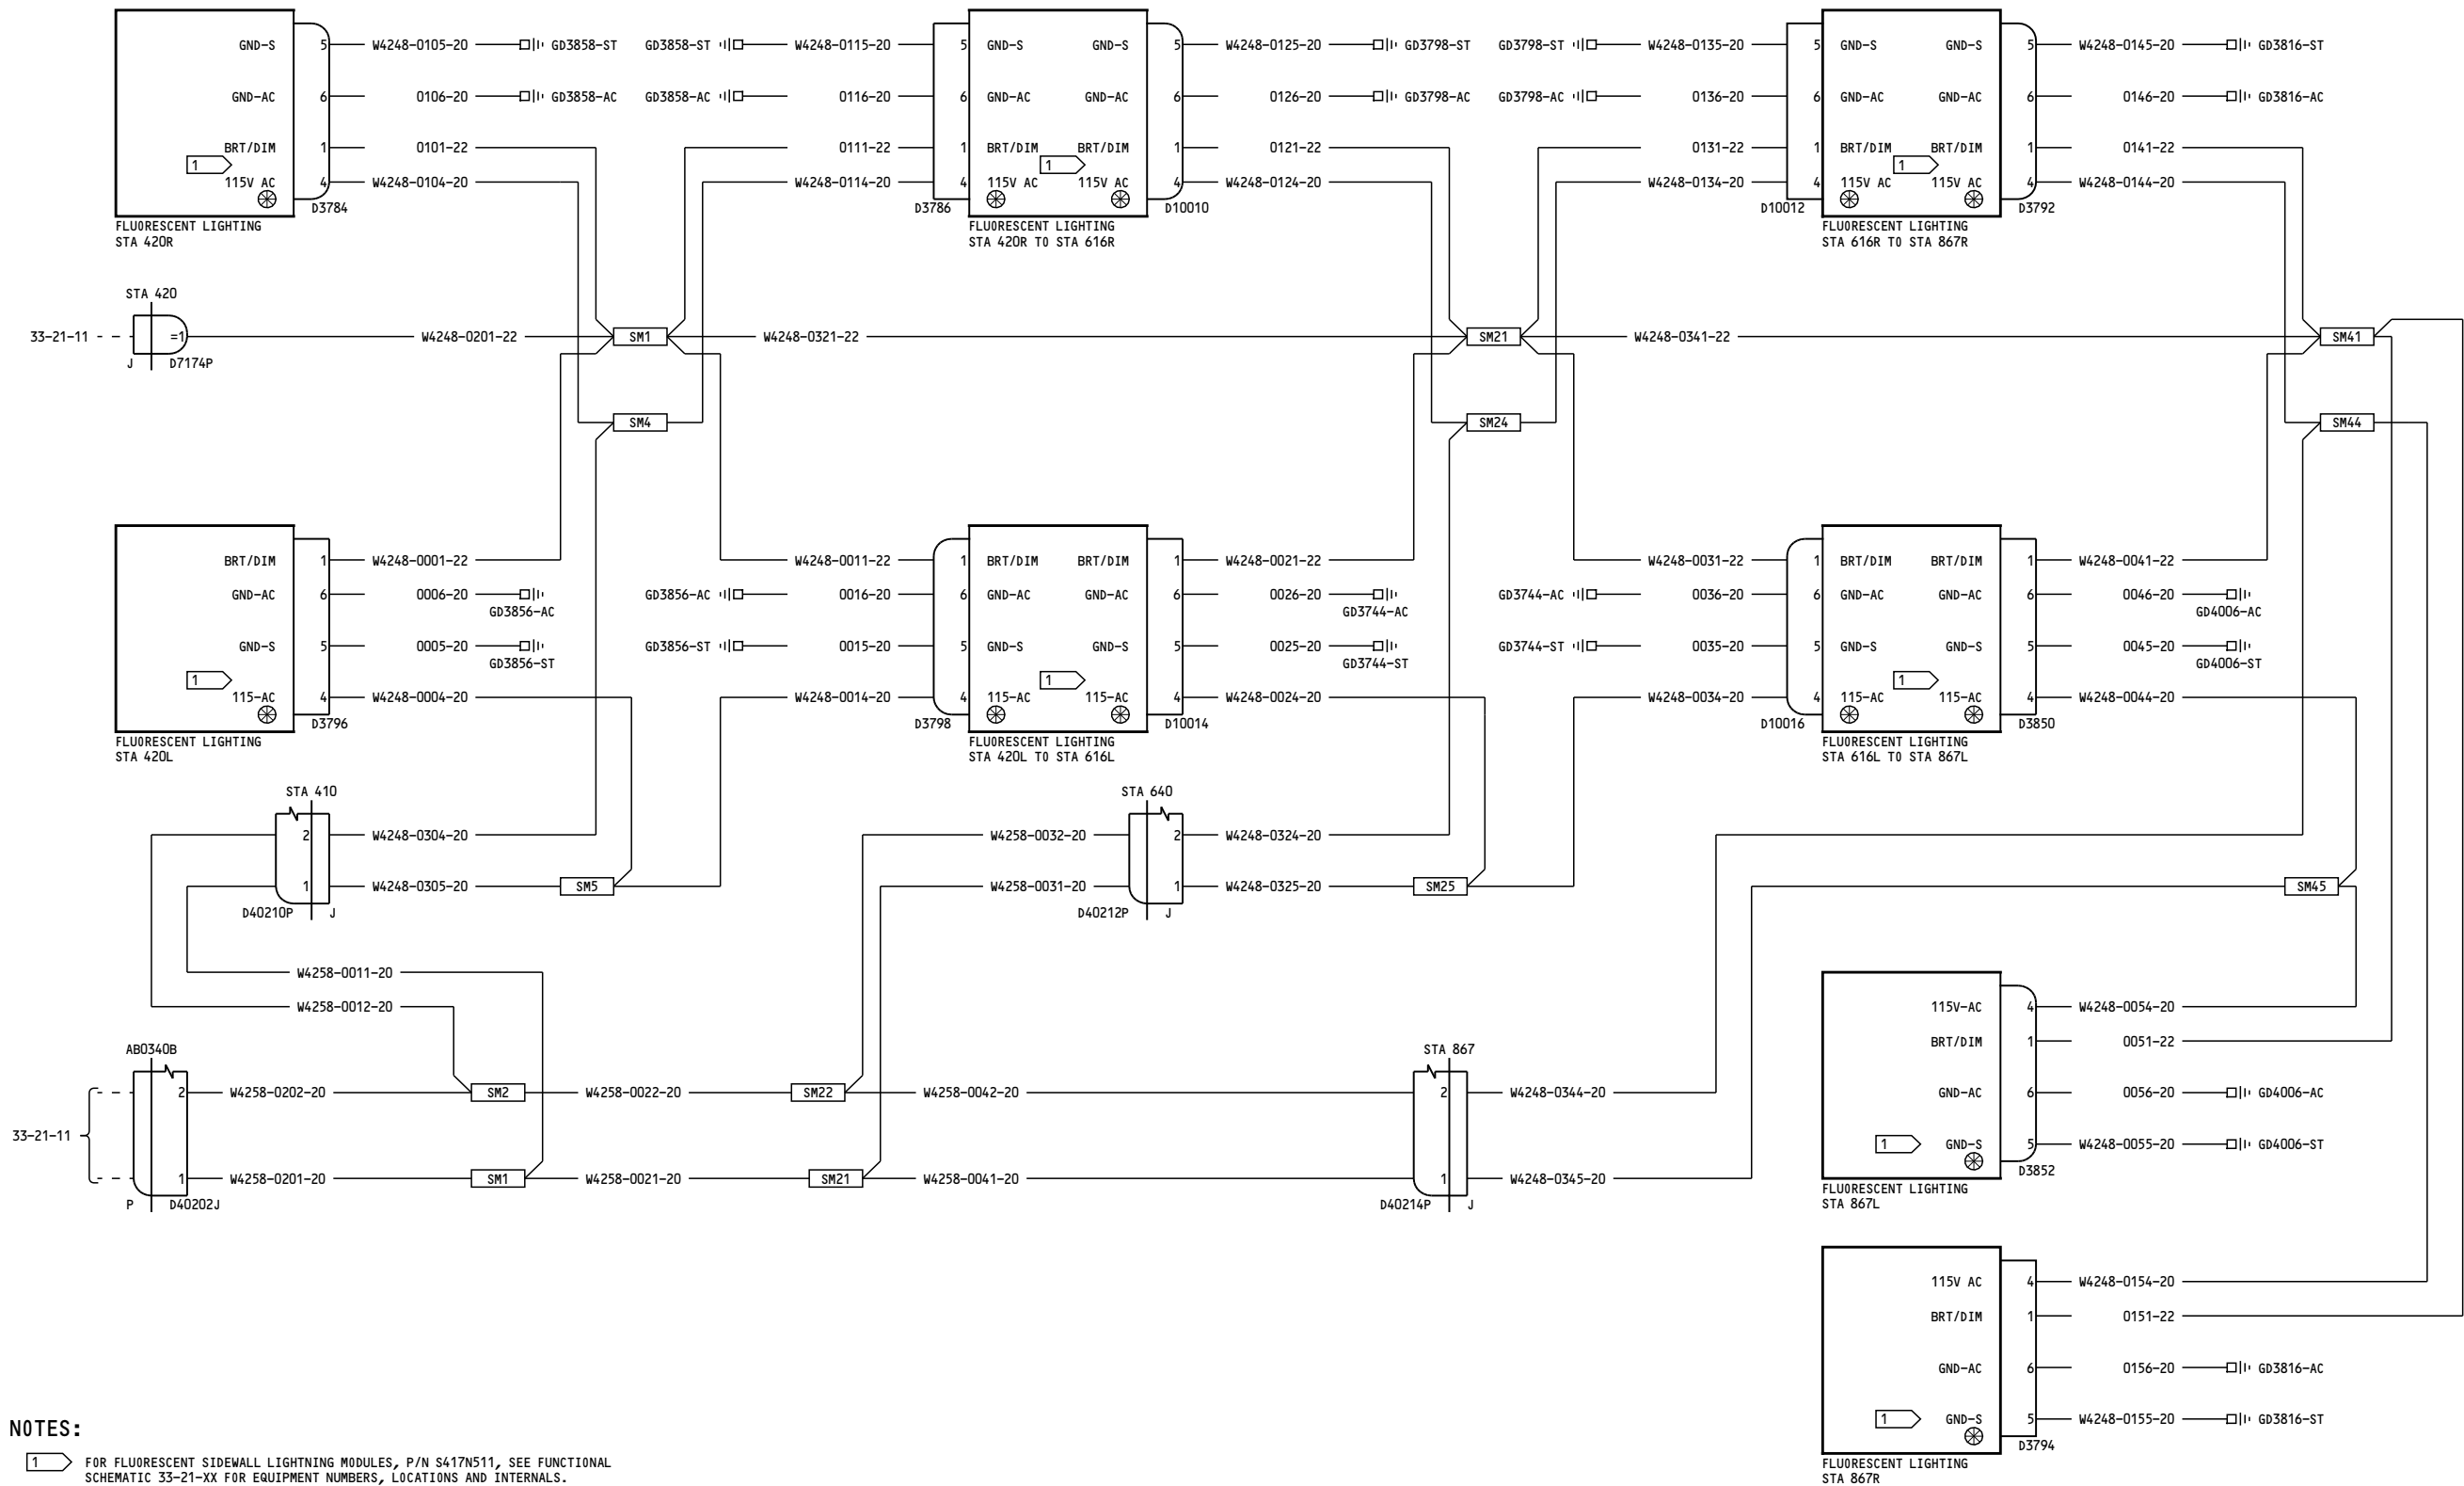 GND-S 5 W4248-0105-20 GD3858-ST GD3858-ST W4248-0115-20 5 GND-S GND-S 5 W4248-0125-20 GD3798-ST GD3798-ST W4248-0135-20 5 GND-S GND-S 5 W4248-0145-20 GD3816-ST
GND-AC 6 0106-20 GD3858-AC GD3858-AC 0116-20 6 GND-AC GND-AC 6 0126-20 GD3798-AC GD3798-AC 0136-20 6 GND-AC GND-AC 6 0146-20 GD3816-AC
BRT/DIM 1 0101-22 0111-22 1 BRT/DIM BRT/DIM 1 0121-22 0131-22 1 BRT/DIM BRT/DIM 1 0141-22
1 1 1
115V AC 4 W4248-0104-20 W4248-0114-20 4 115V AC 115V AC 4 W4248-0124-20 W4248-0134-20 4 115V AC 115V AC 4 W4248-0144-20
D3784 D3786 D10010 D10012 D3792
FLUORESCENT LIGHTING FLUORESCENT LIGHTING FLUORESCENT LIGHTING
STA 420R STA 420R TO STA 616R STA 616R TO STA 867R
STA 420
33-21-11 =1 W4248-0201-22 SM1 W4248-0321-22 SM21 W4248-0341-22 SM41
J D7174P
SM4 SM24 SM44
BRT/DIM 1 W4248-0001-22 W4248-0011-22 1 BRT/DIM BRT/DIM 1 W4248-0021-22 W4248-0031-22 1 BRT/DIM BRT/DIM 1 W4248-0041-22
GND-AC 6 0006-20 GD3856-AC 0016-20 6 GND-AC GND-AC 6 0026-20 GD3744-AC 0036-20 6 GND-AC GND-AC 6 0046-20
GD3856-AC GD3744-AC GD4006-AC
GND-S 5 0005-20 GD3856-ST 0015-20 5 GND-S GND-S 5 0025-20 GD3744-ST 0035-20 5 GND-S GND-S 5 0045-20
GD3856-ST GD3744-ST GD4006-ST
1 1 1
115-AC 4 W4248-0004-20 W4248-0014-20 4 115-AC 115-AC 4 W4248-0024-20 W4248-0034-20 4 115-AC 115-AC 4 W4248-0044-20
D3796 D3798 D10014 D10016 D3850
FLUORESCENT LIGHTING FLUORESCENT LIGHTING FLUORESCENT LIGHTING
STA 420L STA 420L TO STA 616L STA 616L TO STA 867L
STA 410 STA 640
2 W4248-0304-20 W4258-0032-20 2 W4248-0324-20
1 W4248-0305-20 SM5 W4258-0031-20 1 W4248-0325-20 SM25 SM45
D40210P J D40212P J
W4258-0011-20
W4258-0012-20 115V-AC 4 W4248-0054-20
BRT/DIM 1 0051-22
AB0340B STA 867
2 W4258-0202-20 SM2 W4258-0022-20 SM22 W4258-0042-20 2 W4248-0344-20 GND-AC 6 0056-20 GD4006-AC
33-21-11
1 GND-S 5 W4248-0055-20 GD4006-ST
1 W4258-0201-20 SM1 W4258-0021-20 SM21 W4258-0041-20 1 W4248-0345-20 D3852
P D40202J D40214P J
FLUORESCENT LIGHTING
STA 867L
115V AC 4 W4248-0154-20
BRT/DIM 1 0151-22
GND-AC 6 0156-20 GD3816-AC
1 GND-S 5 W4248-0155-20 GD3816-ST
D3794
FLUORESCENT LIGHTING
STA 867R
NOTES:
1 FOR FLUORESCENT SIDEWALL LIGHTNING MODULES, P/N S417N511, SEE FUNCTIONAL
SCHEMATIC 33-21-XX FOR EQUIPMENT NUMBERS, LOCATIONS AND INTERNALS.